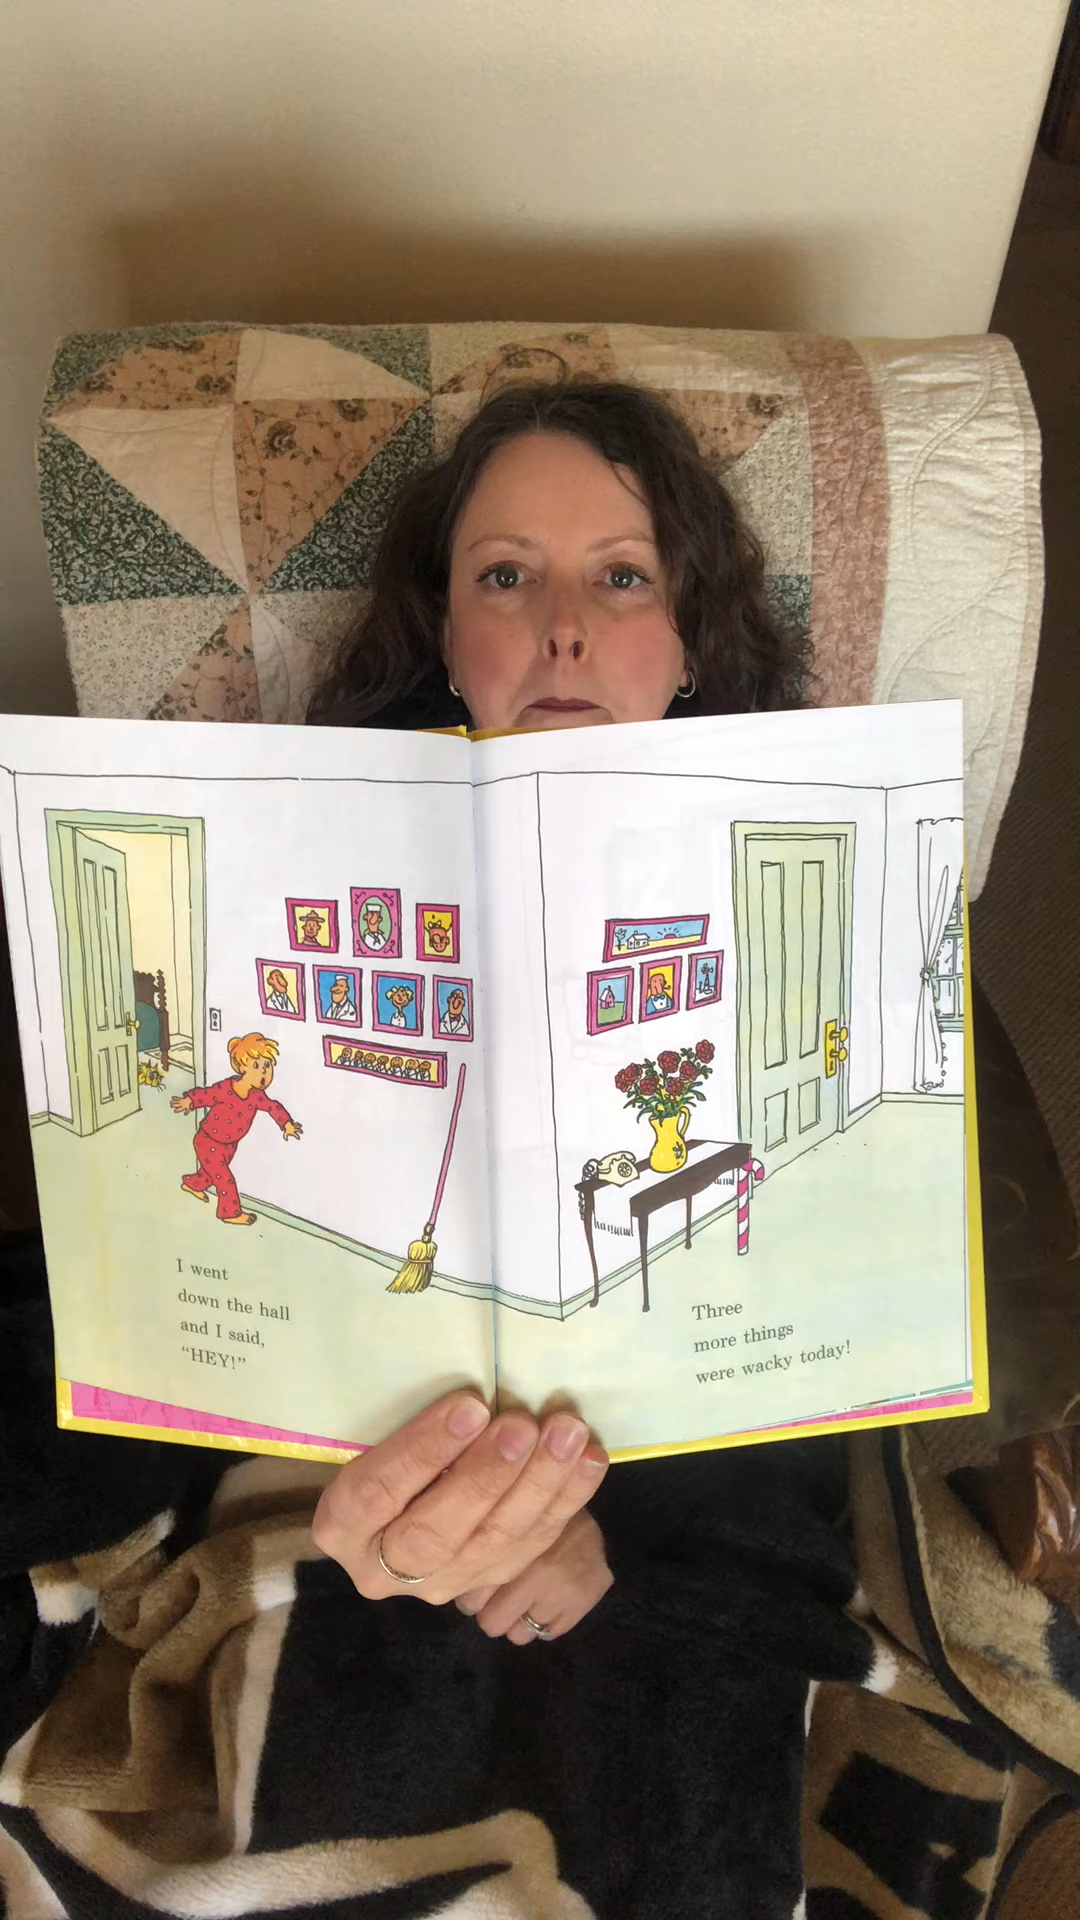 I went
down the hall
and I said,
“HEY!”
Three
more things
were wacky today!